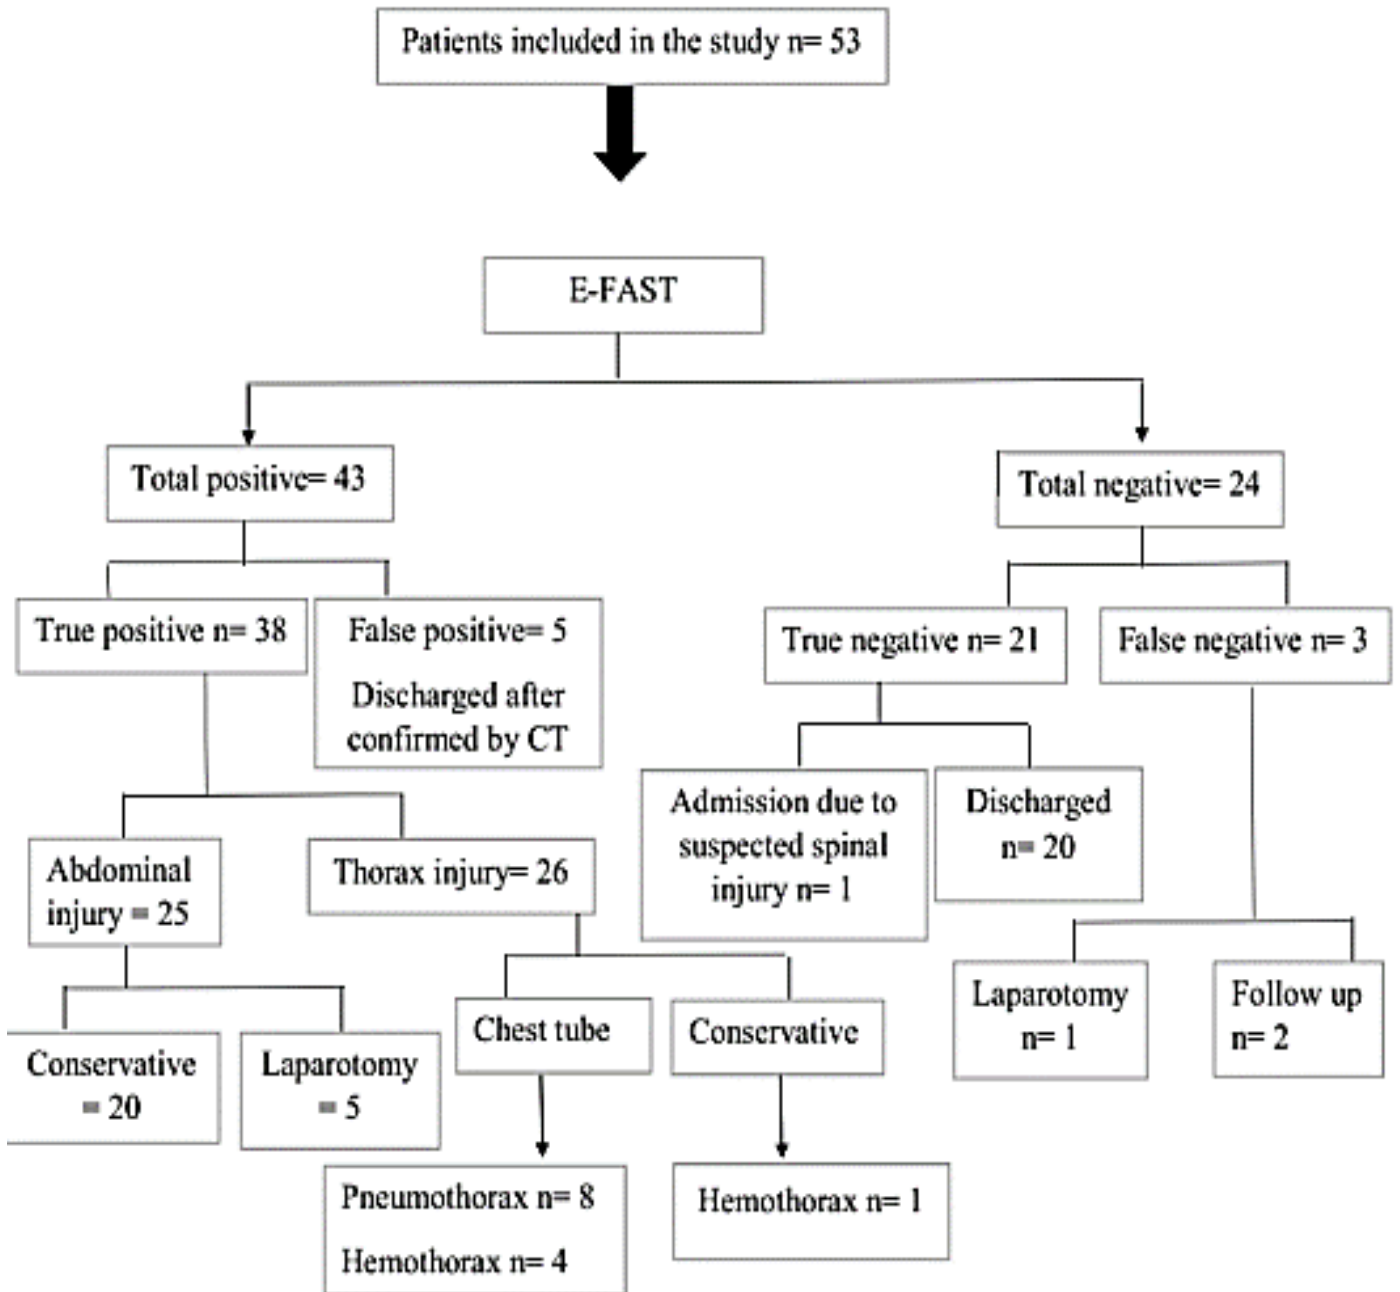 Patients included in the study n= 53
E-FAST
Total positive= 43
Total negative= 24
True positive n= 38
False positive= 5
Discharged after
confirmed by CT
True negative n= 21
False negative n= 3
Admission due to
suspected spinal
injury n= 1
Discharged
n= 20
Abdominal
injury = 25
Thorax injury= 26
Laparotomy
n= 1
Follow up
n= 2
Conservative
= 20
Laparotomy
= 5
Chest tube
Conservative
Pneumothorax n= 8
Hemothorax n= 4
Hemothorax n= 1